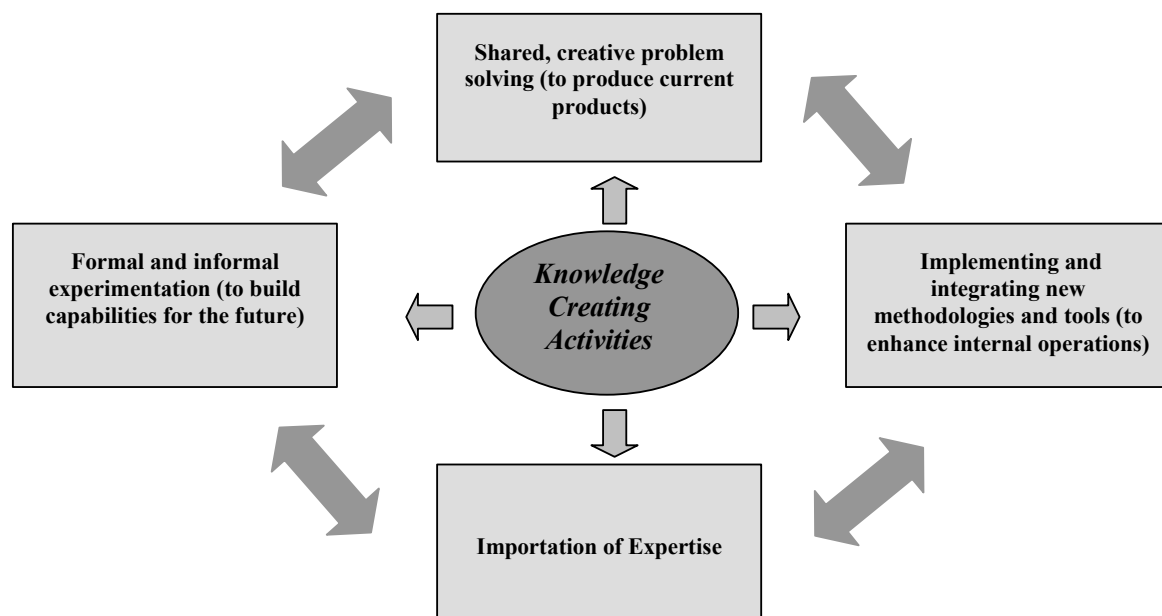 Shared, creative problem
solving (to produce current
products)
Formal and informal
experimentation (to build
capabilities for the future)
Knowledge
Creating
Activities
Implementing and
integrating new
methodologies and tools (to
enhance internal operations)
Importation of Expertise